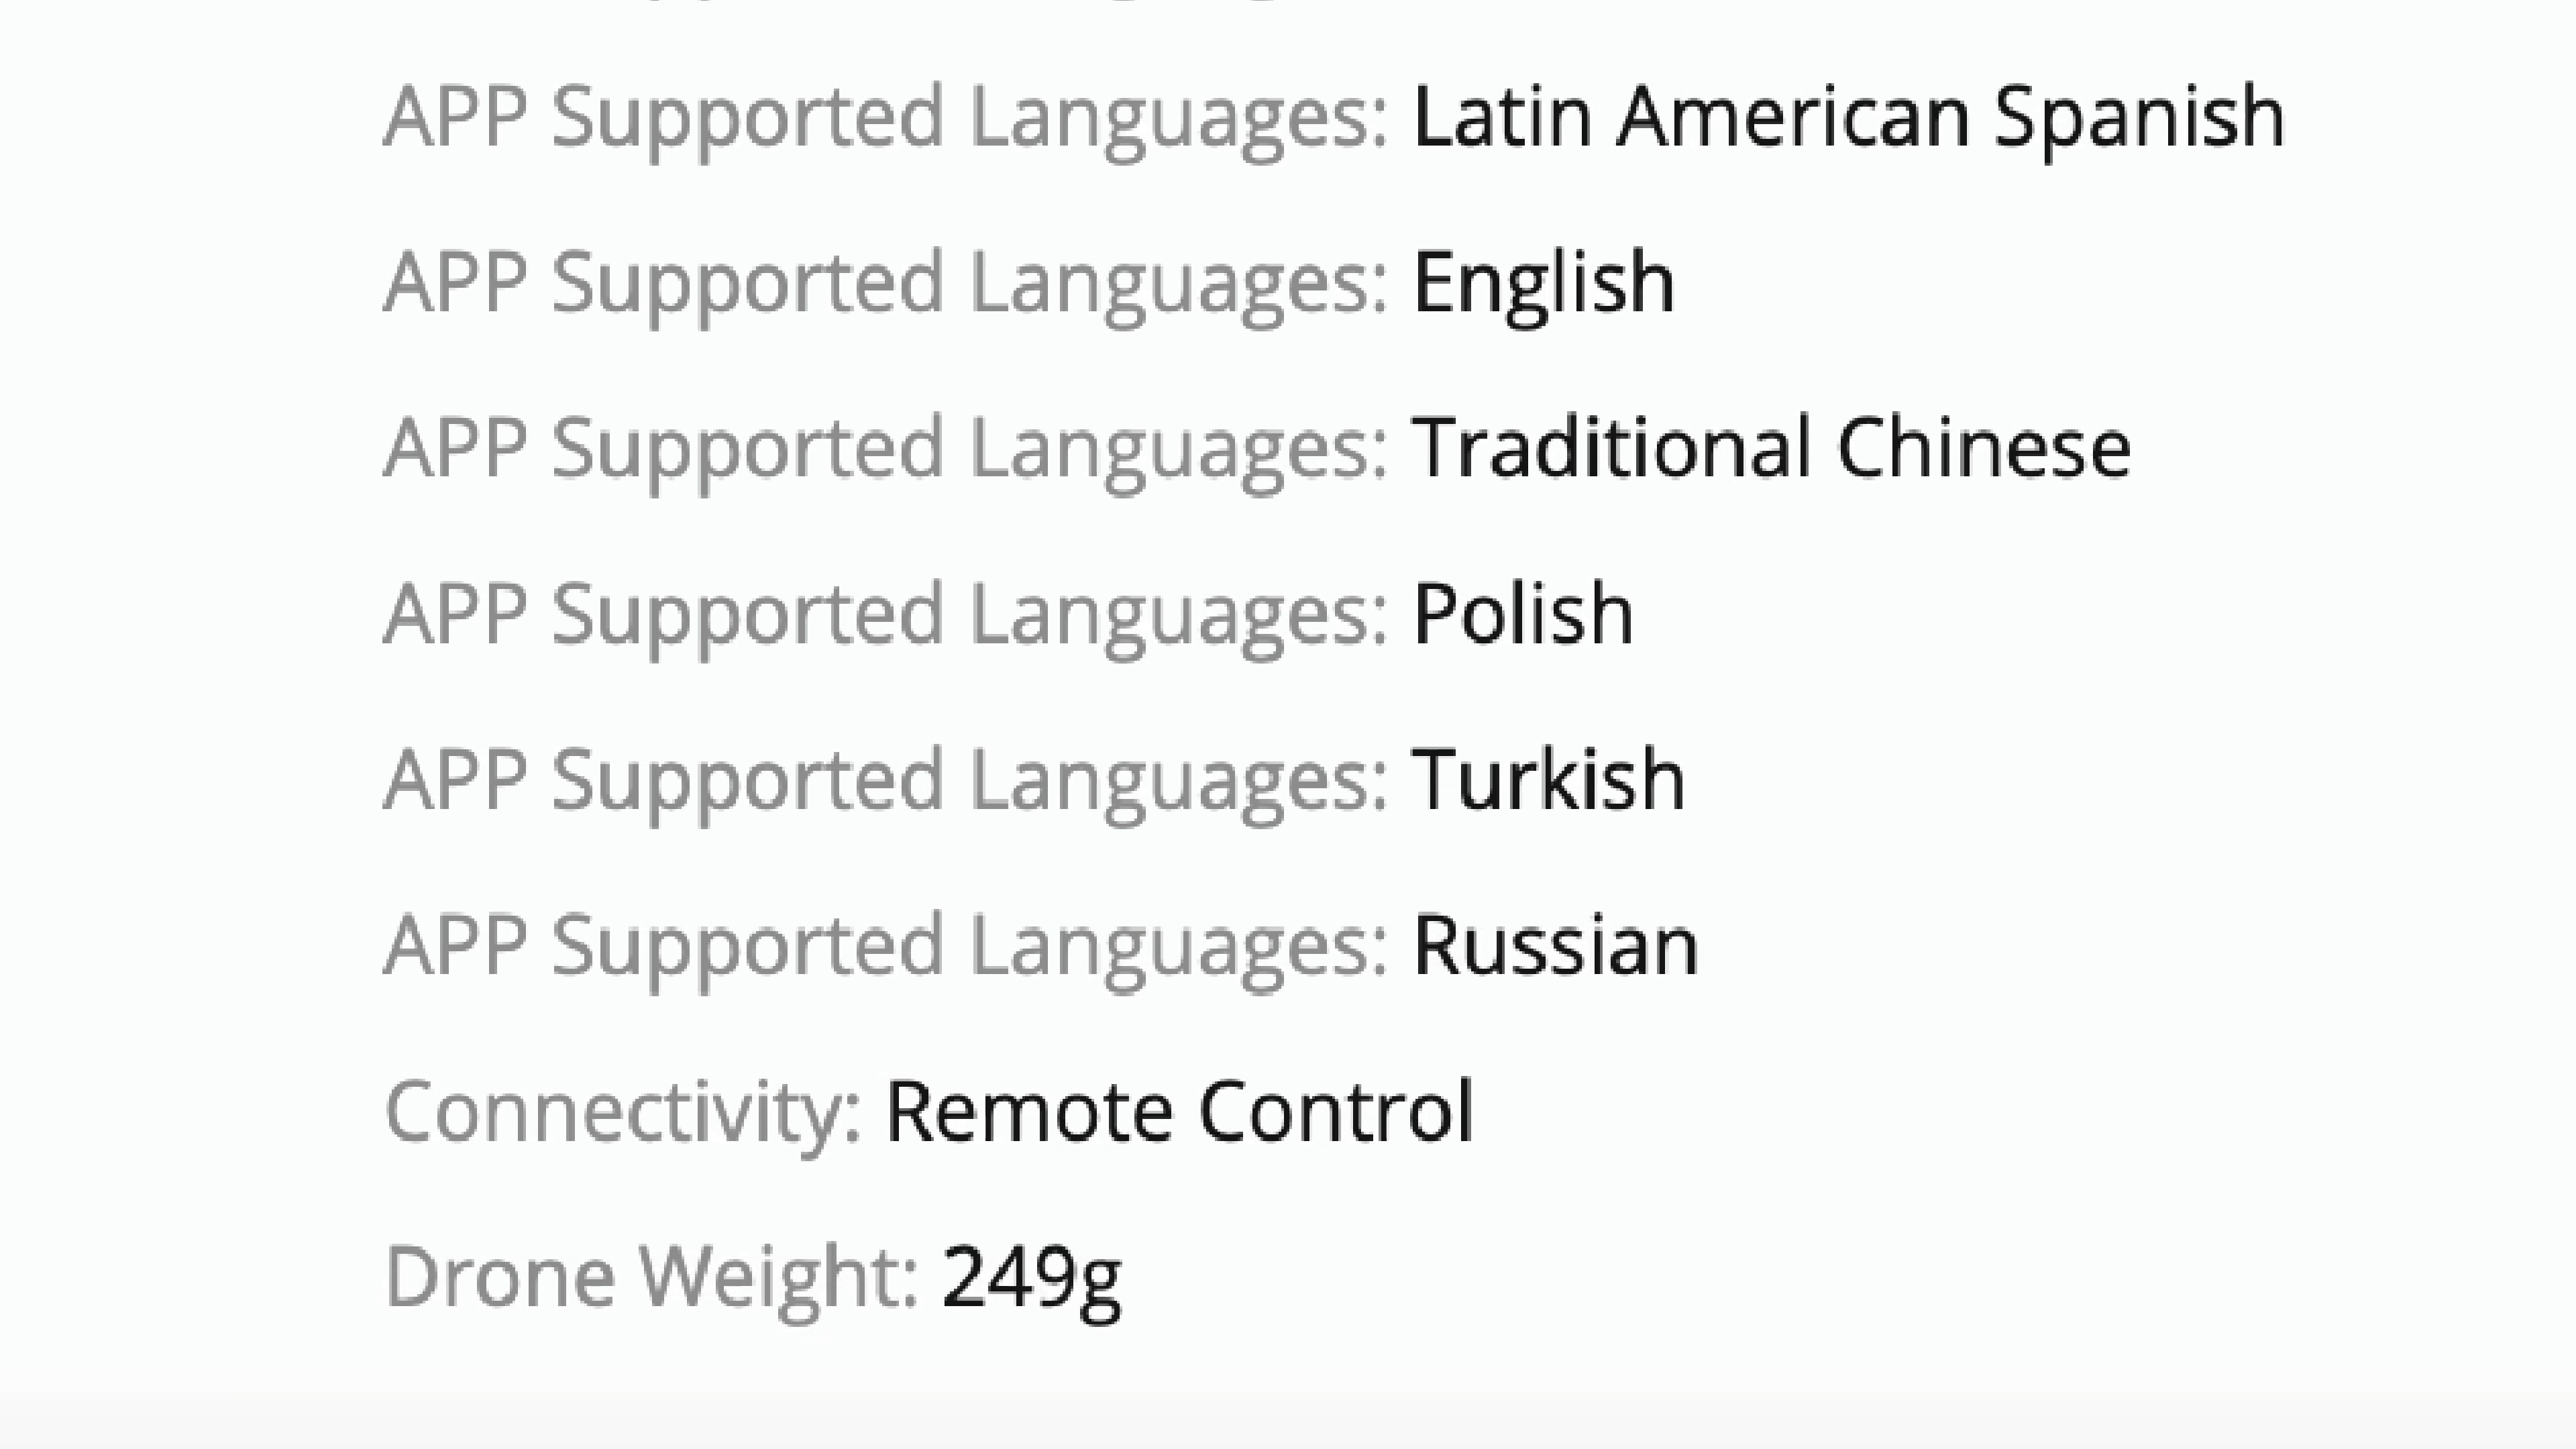 APP Supported Languages: Latin American Spanish
APP Supported Languages: English
APP Supported Languages: Traditional Chinese
APP Supported Languages: Polish
APP Supported Languages: Turkish
APP Supported Languages: Russian
Connectivity: Remote Control
Drone Weight: 249g